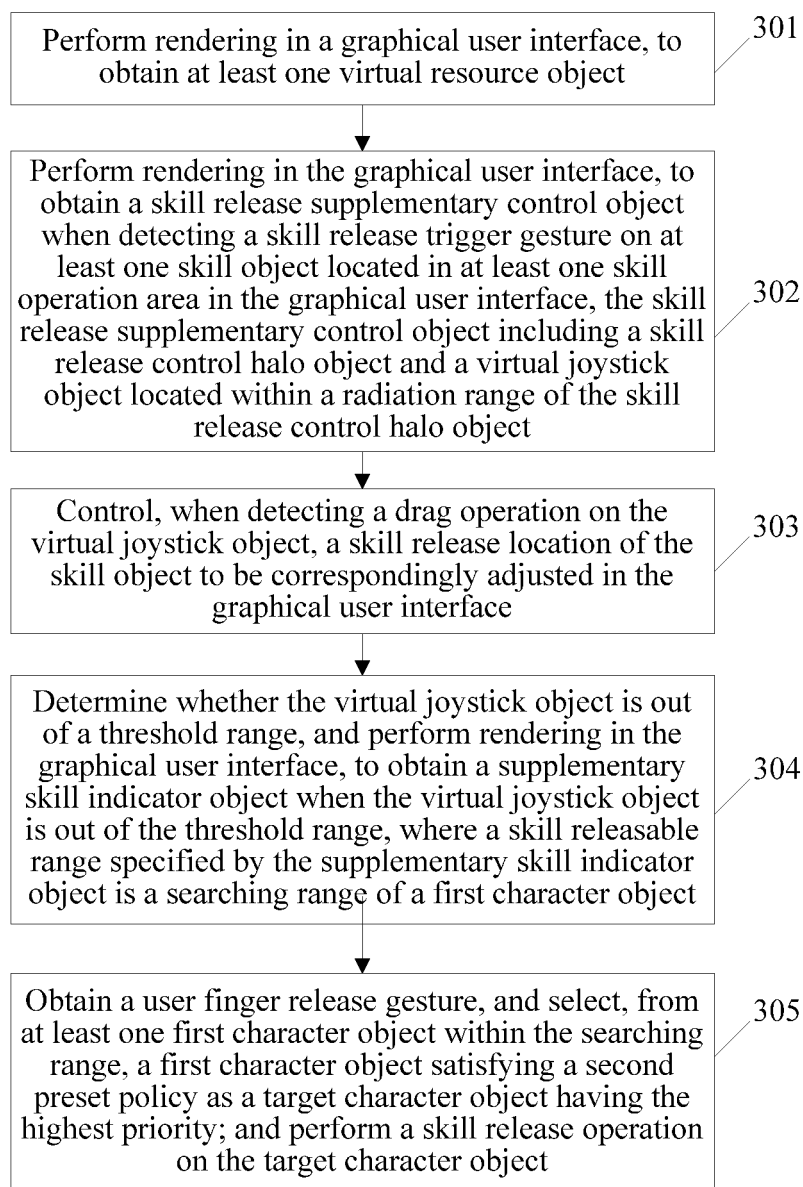 Perform rendering in a graphical user interface, to
obtain at least one virtual resource object
301
Perform rendering in the graphical user interface, to
obtain a skill release supplementary control object
when detecting a skill release trigger gesture on at
least one skill object located in at least one skill
operation area in the graphical user interface, the skill
release supplementary control object including a skill
release control halo object and a virtual joystick
object located within a radiation range of the skill
release control halo object
302
Control, when detecting a drag operation on the
virtual joystick object, a skill release location of the
skill object to be correspondingly adjusted in the
graphical user interface
303
Determine whether the virtual joystick object is out
of a threshold range, and perform rendering in the
graphical user interface, to obtain a supplementary
skill indicator object when the virtual joystick object
is out of the threshold range, where a skill releasable
range specified by the supplementary skill indicator
object is a searching range of a first character object
304
Obtain a user finger release gesture, and select, from
at least one first character object within the searching
range, a first character object satisfying a second
preset policy as a target character object having the
highest priority; and perform a skill release operation
on the target character object
305